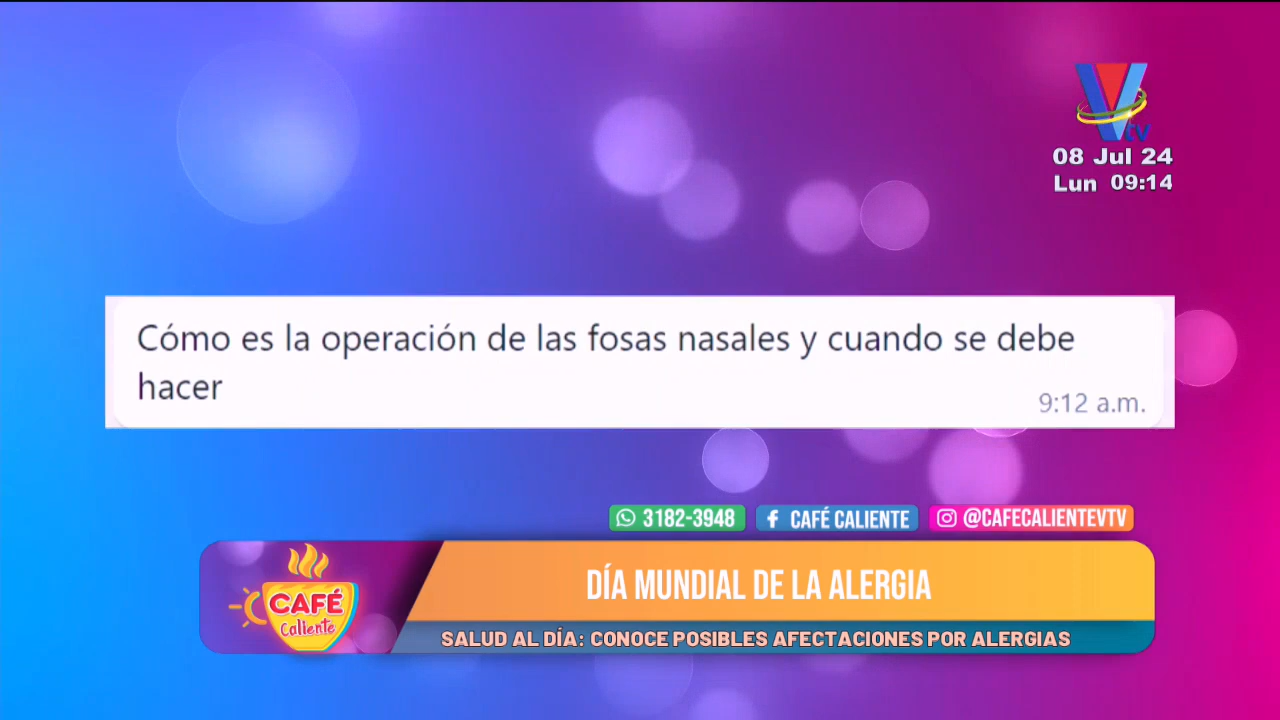 Vtv
08 Jul 24
Lun 09:14
Cómo es la operación de las fosas nasales y cuando se debe
hacer
9:12 a.m.
3182-3948
CAFÉ CALIENTE
@CAFECALIENTEVTV
CAFÉ
Caliente
DÍA MUNDIAL DE LA ALERGIA
SALUD AL DÍA: CONOCE POSIBLES AFECTACIONES POR ALERGIAS